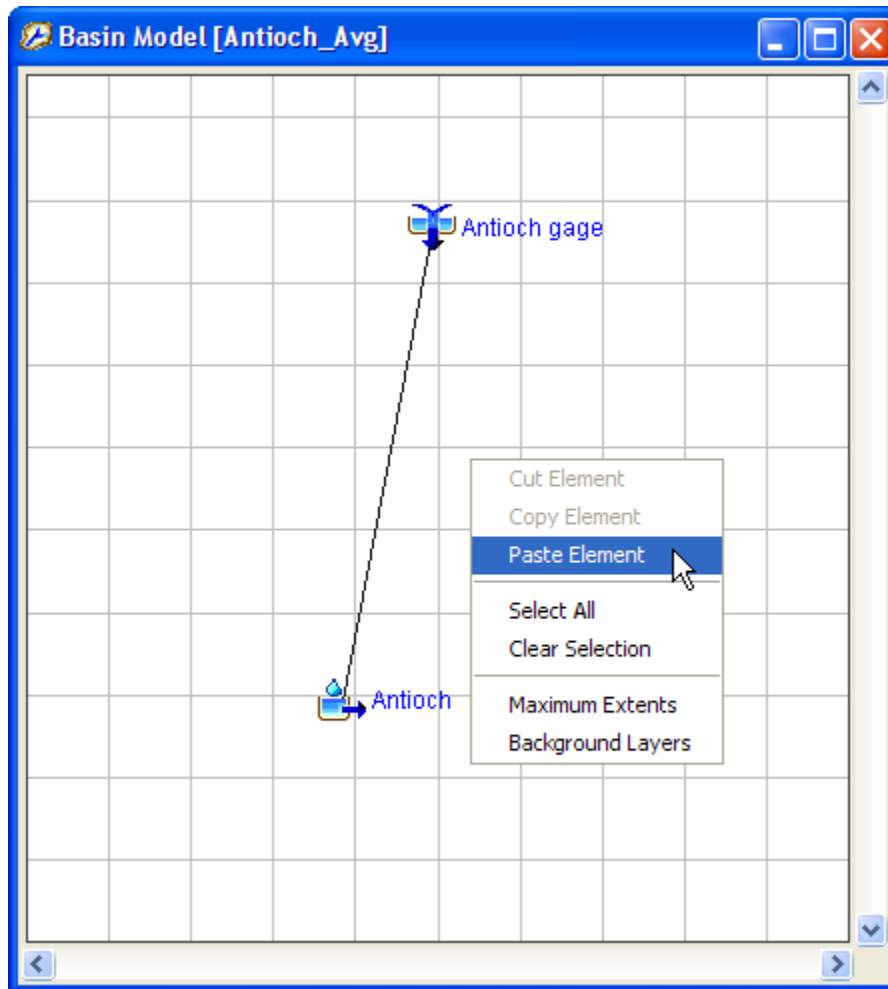 Basin Model [Antioch_Avg]
Antioch gage
Cut Element
Copy Element
Paste Element
Select All
Clear Selection
Antioch
Maximum Extents
Background Layers